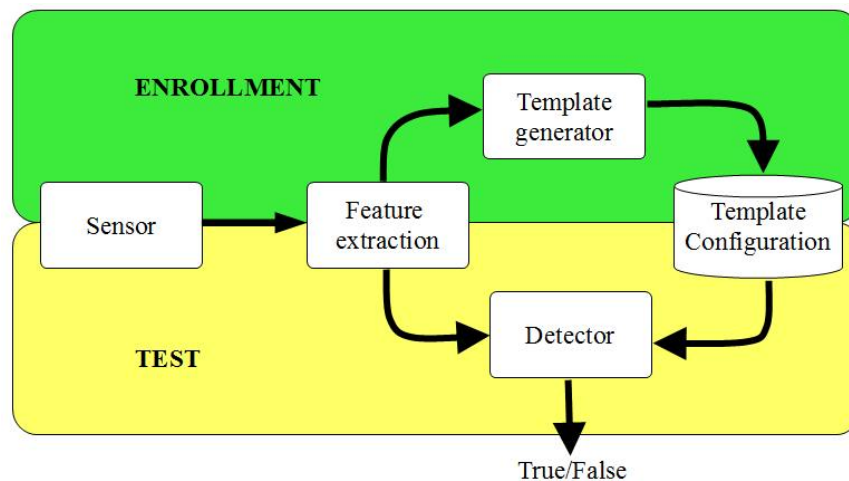 ENROLLMENT
Template
generator
Sensor
Feature
extraction
Template
Configuration
Detector
TEST
True/False